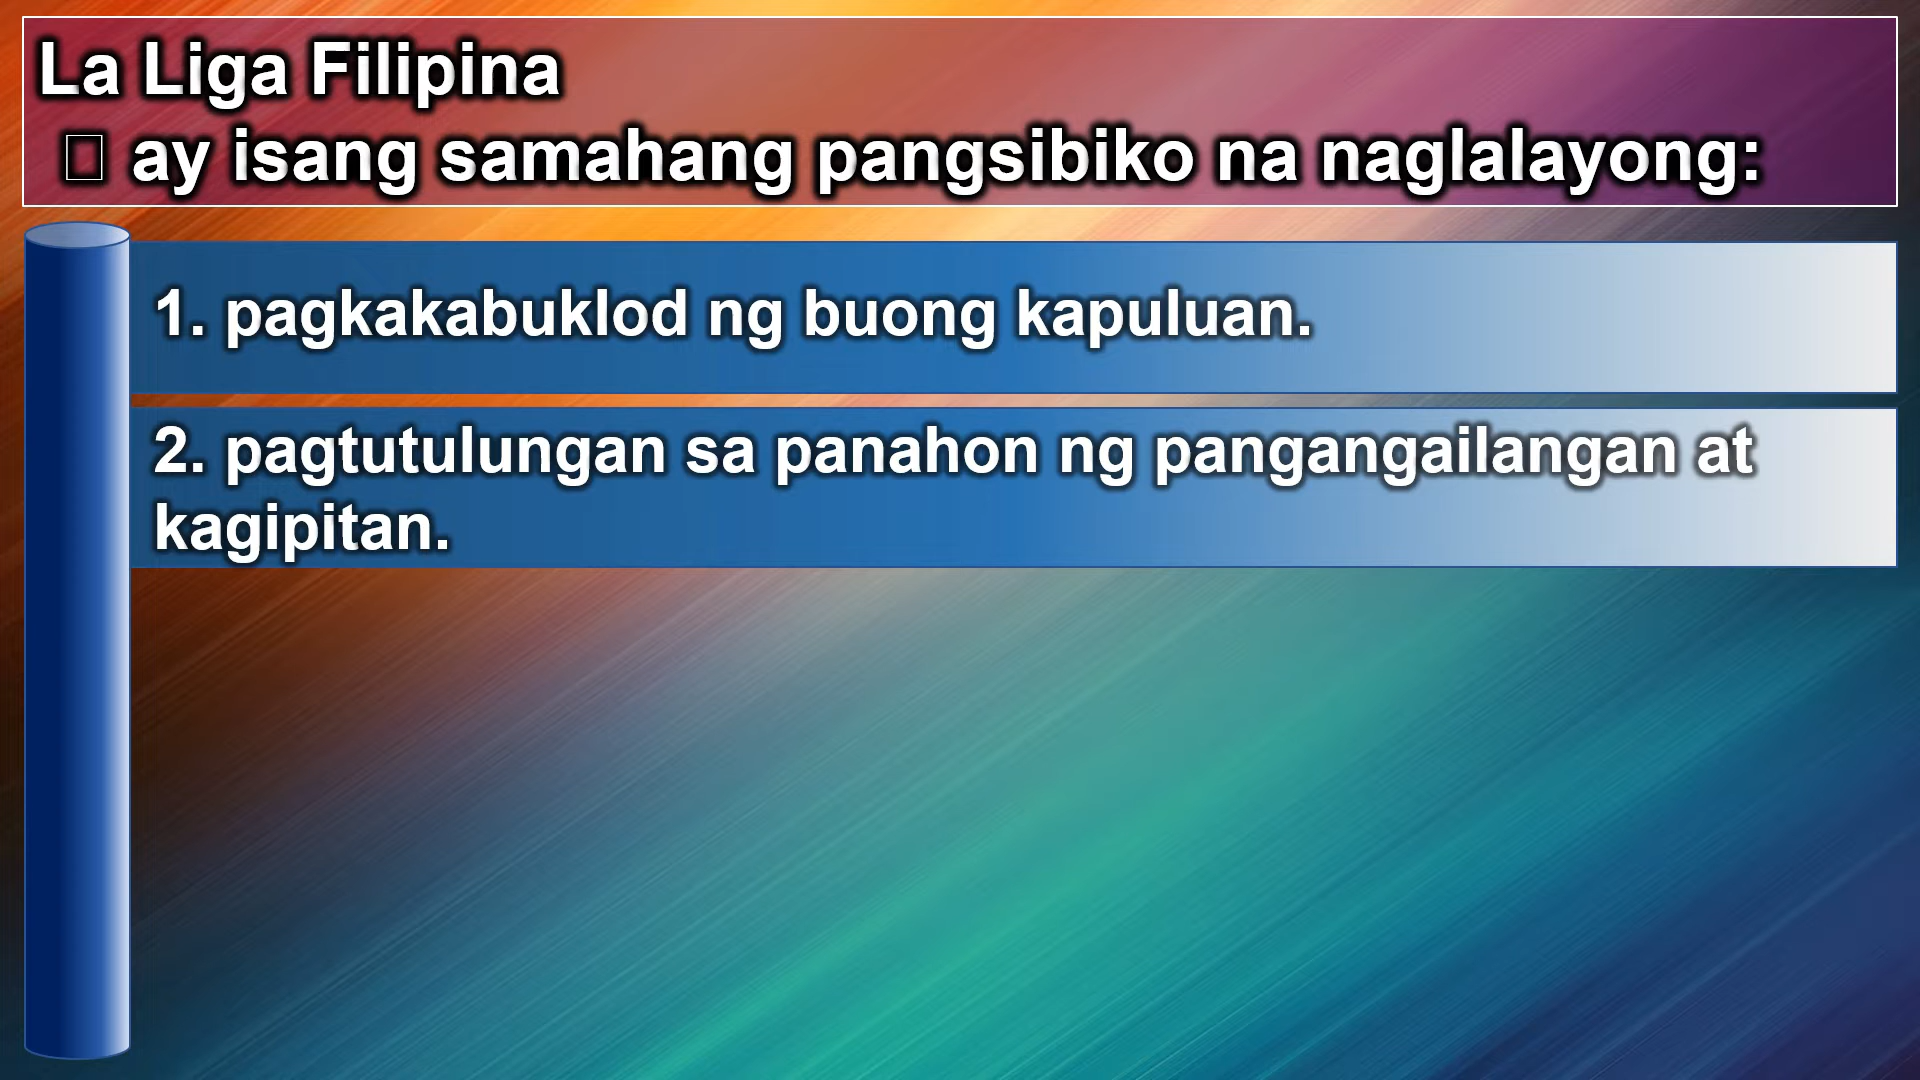 La Liga Filipina
ay isang samahang pangsibiko na naglalayong:
1. pagkakabuklod ng buong kapuluan.
2. pagtutulungan sa panahon ng pangangailangan at
kagipitan.